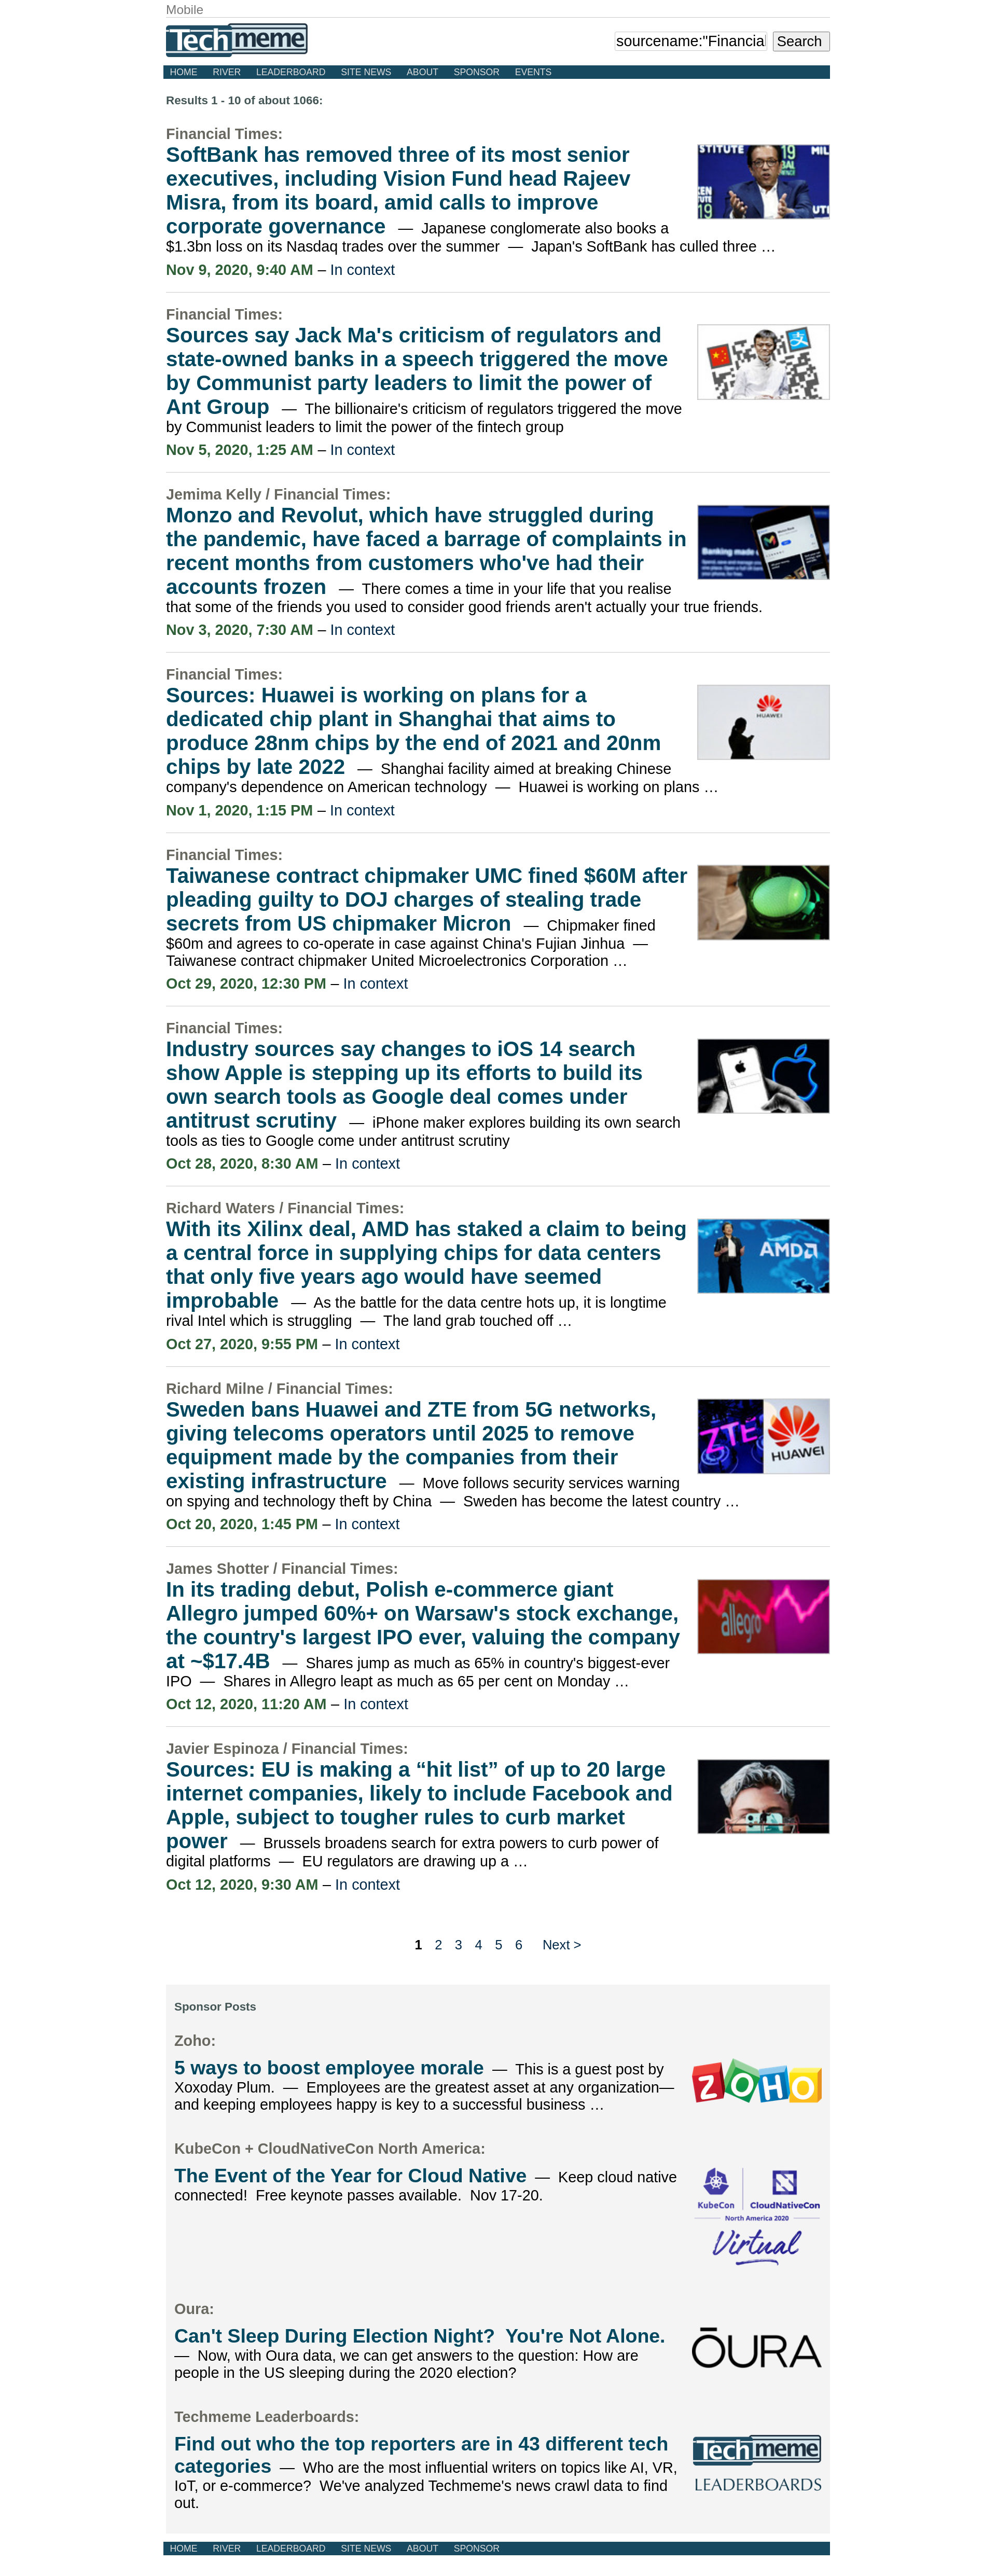 Mobile
Techmeme
sourcename:"Financial
Search
HOME RIVER LEADERBOARD SITE NEWS ABOUT SPONSOR EVENTS
Results 1 - 10 of about 1066:
Financial Times:
SoftBank has removed three of its most senior
executives, including Vision Fund head Rajeev
Misra, from its board, amid calls to improve
corporate governance — Japanese conglomerate also books a
$1.3bn loss on its Nasdaq trades over the summer — Japan's SoftBank has culled three …
Nov 9, 2020, 9:40 AM – In context
Financial Times:
Sources say Jack Ma's criticism of regulators and
state-owned banks in a speech triggered the move
by Communist party leaders to limit the power of
Ant Group — The billionaire's criticism of regulators triggered the move
by Communist leaders to limit the power of the fintech group
Nov 5, 2020, 1:25 AM – In context
Jemima Kelly / Financial Times:
Monzo and Revolut, which have struggled during
the pandemic, have faced a barrage of complaints in
recent months from customers who've had their
accounts frozen — There comes a time in your life that you realise
that some of the friends you used to consider good friends aren't actually your true friends.
Nov 3, 2020, 7:30 AM – In context
Financial Times:
Sources: Huawei is working on plans for a
dedicated chip plant in Shanghai that aims to
produce 28nm chips by the end of 2021 and 20nm
chips by late 2022 — Shanghai facility aimed at breaking Chinese
company's dependence on American technology — Huawei is working on plans …
HUAWEI
Nov 1, 2020, 1:15 PM – In context
Financial Times:
Taiwanese contract chipmaker UMC fined $60M after
pleading guilty to DOJ charges of stealing trade
secrets from US chipmaker Micron — Chipmaker fined
$60m and agrees to co-operate in case against China's Fujian Jinhua —
Taiwanese contract chipmaker United Microelectronics Corporation …
Oct 29, 2020, 12:30 PM – In context
Financial Times:
Industry sources say changes to iOS 14 search
show Apple is stepping up its efforts to build its
own search tools as Google deal comes under
antitrust scrutiny — iPhone maker explores building its own search
tools as ties to Google come under antitrust scrutiny
Oct 28, 2020, 8:30 AM – In context
Richard Waters / Financial Times:
With its Xilinx deal, AMD has staked a claim to being
a central force in supplying chips for data centers
that only five years ago would have seemed
improbable — As the battle for the data centre hots up, it is longtime
rival Intel which is struggling — The land grab touched off …
AMD
Oct 27, 2020, 9:55 PM – In context
Richard Milne / Financial Times:
Sweden bans Huawei and ZTE from 5G networks,
giving telecoms operators until 2025 to remove
equipment made by the companies from their
existing infrastructure — Move follows security services warning
on spying and technology theft by China — Sweden has become the latest country …
ZTE
HUAWEI
Oct 20, 2020, 1:45 PM – In context
James Shotter / Financial Times:
In its trading debut, Polish e-commerce giant
Allegro jumped 60%+ on Warsaw's stock exchange,
the country's largest IPO ever, valuing the company
at ~$17.4B — Shares jump as much as 65% in country's biggest-ever
IPO — Shares in Allegro leapt as much as 65 per cent on Monday …
allegro
Oct 12, 2020, 11:20 AM – In context
Javier Espinoza / Financial Times:
Sources: EU is making a “hit list” of up to 20 large
internet companies, likely to include Facebook and
Apple, subject to tougher rules to curb market
power — Brussels broadens search for extra powers to curb power of
digital platforms — EU regulators are drawing up a …
Oct 12, 2020, 9:30 AM – In context
1 2 3 4 5 6 Next >
Sponsor Posts
Zoho:
5 ways to boost employee morale — This is a guest post by
Xoxoday Plum. — Employees are the greatest asset at any organization—
and keeping employees happy is key to a successful business …
ZOHO
KubeCon + CloudNativeCon North America:
The Event of the Year for Cloud Native — Keep cloud native
connected! Free keynote passes available. Nov 17-20.
KubeCon CloudNativeCon
North America 2020
Virtual
Oura:
Can't Sleep During Election Night? You're Not Alone.
— Now, with Oura data, we can get answers to the question: How are
people in the US sleeping during the 2020 election?
ŌURA
Techmeme Leaderboards:
Find out who the top reporters are in 43 different tech
categories — Who are the most influential writers on topics like AI, VR,
IoT, or e-commerce? We've analyzed Techmeme's news crawl data to find
out.
Techmeme
LEADERBOARDS
HOME RIVER LEADERBOARD SITE NEWS ABOUT SPONSOR